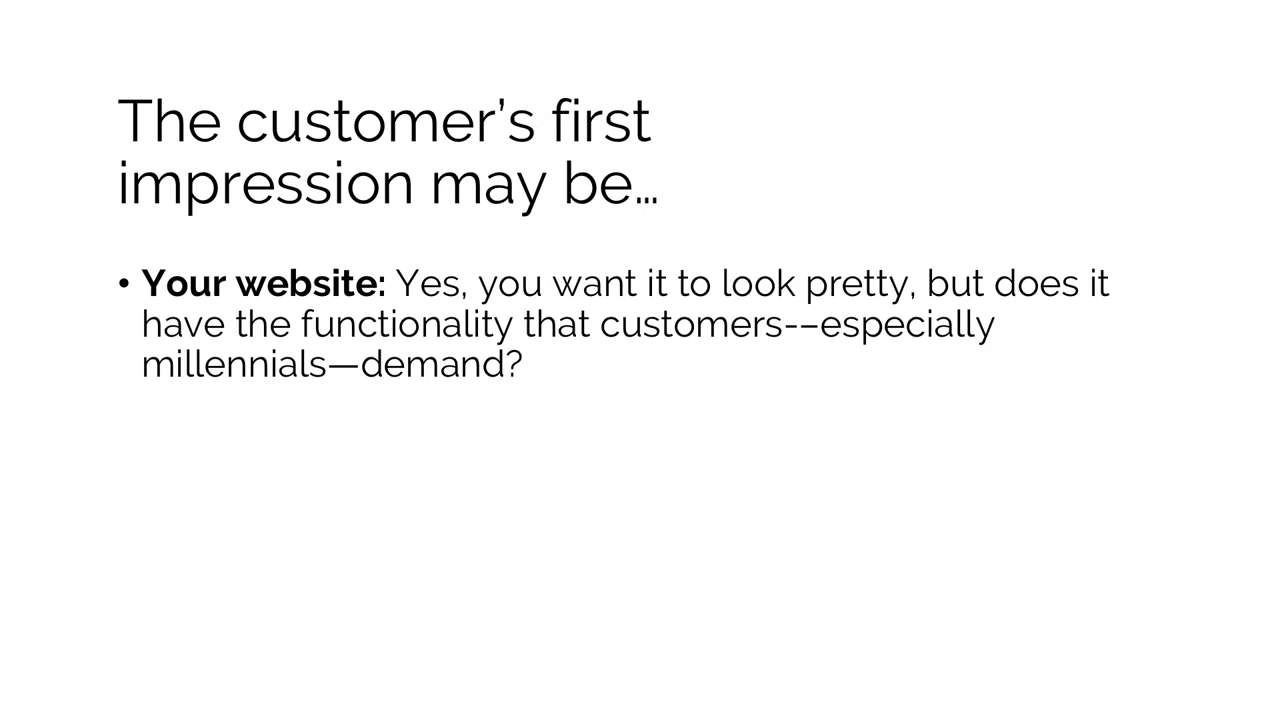 The customer’s first
impression may be…
• Your website: Yes, you want it to look pretty, but does it
have the functionality that customers-–especially
millennials—demand?